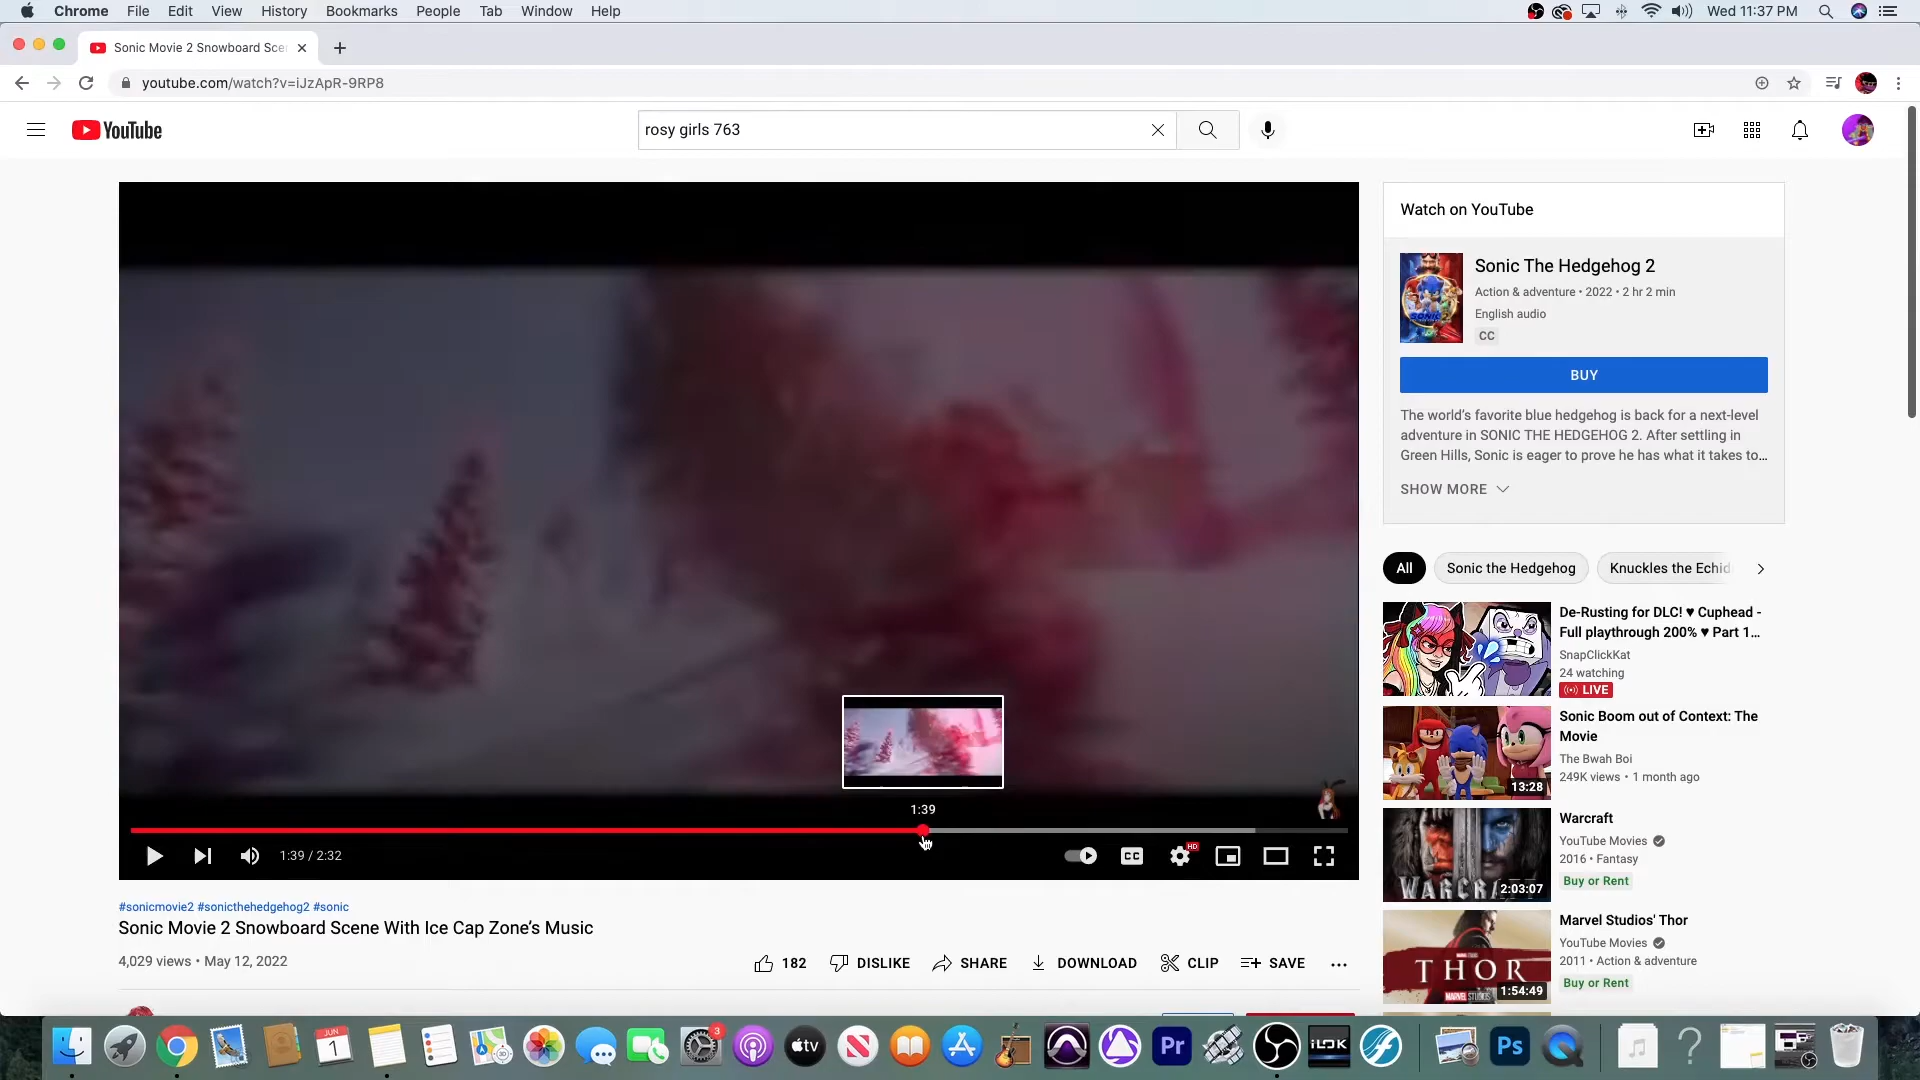 Chrome File Edit View History Bookmarks People Tab Window Help Wed 11:37 PM
Sonic Movie 2 Snowboard Sce
youtube.com/watch?v=iJzApR-9RP8
YouTube
rosy girls 763
1:39
1:39 / 2:32
CC
HD
#sonicmovie2 #sonicthehedgehog2 #sonic
Sonic Movie 2 Snowboard Scene With Ice Cap Zone's Music
4,029 views • May 12, 2022
182 DISLIKE SHARE DOWNLOAD CLIP SAVE
Watch on YouTube
Sonic The Hedgehog 2
Action & adventure • 2022 • 2 hr 2 min
English audio
CC
BUY
The world's favorite blue hedgehog is back for a next-level
adventure in SONIC THE HEDGEHOG 2. After settling in
Green Hills, Sonic is eager to prove he has what it takes to...
SHOW MORE
All Sonic the Hedgehog Knuckles the Echid
De-Rusting for DLC! ♥ Cuphead -
Full playthrough 200% ♥ Part 1...
SnapClickKat
24 watching
LIVE
Sonic Boom out of Context: The
Movie
The Bwah Boi
249K views • 1 month ago
13:28
Warcraft
YouTube Movies
2016 • Fantasy
Buy or Rent
2:03:07
Marvel Studios' Thor
YouTube Movies
2011 • Action & adventure
Buy or Rent
THOR
1:54:49
JUN
1
3
tv
Pr
iLOK
Ps